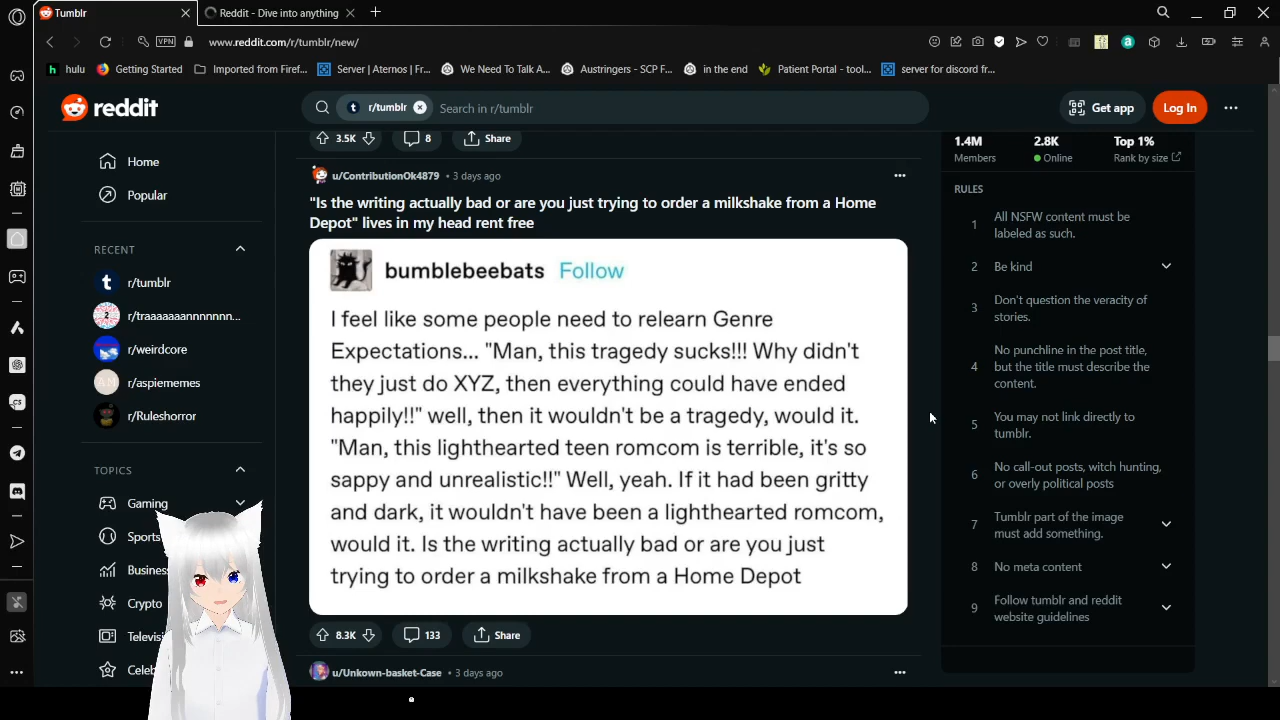 Tumblr
Reddit - Dive into anything
VPN
www.reddit.com/r/tumblr/new/
hulu
Getting Started
Imported from Firef...
Server | Aternos | Fr...
We Need To Talk A...
Austringers - SCP F...
in the end
Patient Portal - tool...
server for discord fr...
reddit
r/tumblr
Search in r/tumblr
Get app
Log In
3.5K
8
Share
Home
Popular
RECENT
r/tumblr
r/traaaaaaannnnnnn...
r/weirdcore
r/aspiememes
r/Ruleshorror
TOPICS
Gaming
Sports
Busines
Crypto
Televisi
Celeb
u/ContributionOk4879 • 3 days ago
"Is the writing actually bad or are you just trying to order a milkshake from a Home
Depot" lives in my head rent free
bumblebeebats Follow
I feel like some people need to relearn Genre
Expectations... "Man, this tragedy sucks!!! Why didn't
they just do XYZ, then everything could have ended
happily!!" well, then it wouldn't be a tragedy, would it.
"Man, this lighthearted teen romcom is terrible, it's so
sappy and unrealistic!!" Well, yeah. If it had been gritty
and dark, it wouldn't have been a lighthearted romcom,
would it. Is the writing actually bad or are you just
trying to order a milkshake from a Home Depot
8.3K
133
Share
u/Unkown-basket-Case • 3 days ago
1.4M 2.8K Top 1%
Members Online Rank by size
RULES
1 All NSFW content must be
labeled as such.
2 Be kind
3 Don't question the veracity of
stories.
4 No punchline in the post title,
but the title must describe the
content.
5 You may not link directly to
tumblr.
6 No call-out posts, witch hunting,
or overly political posts
7 Tumblr part of the image
must add something.
8 No meta content
9 Follow tumblr and reddit
website guidelines